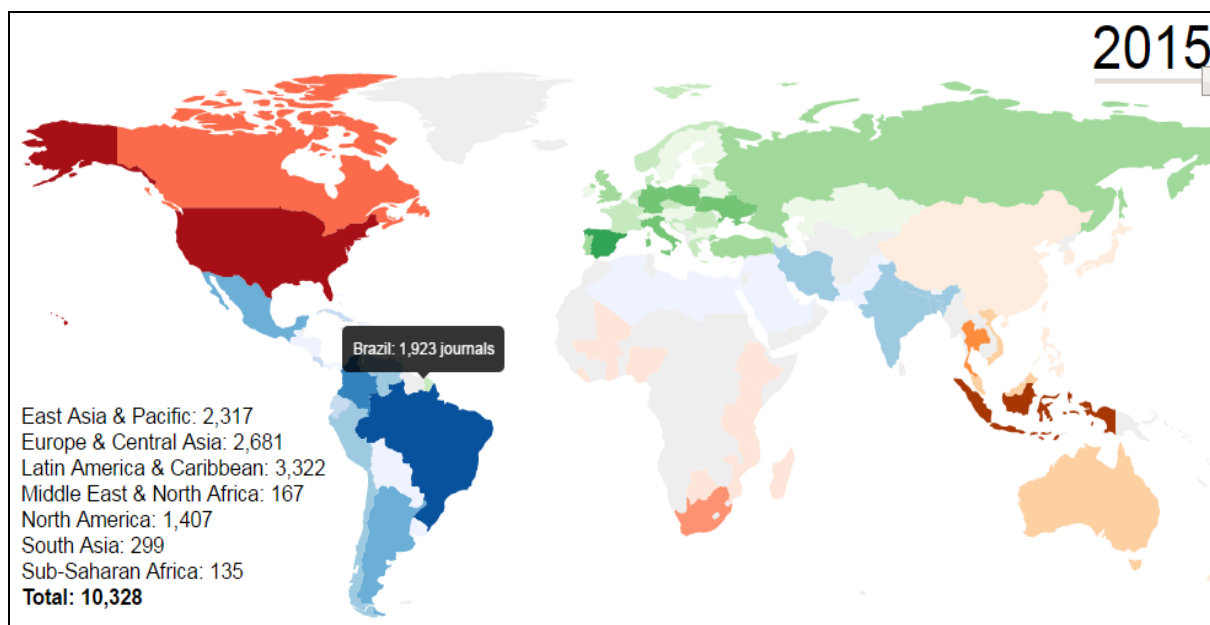 2015
Brazil: 1,923 journals
East Asia & Pacific: 2,317
Europe & Central Asia: 2,681
Latin America & Caribbean: 3,322
Middle East & North Africa: 167
North America: 1,407
South Asia: 299
Sub-Saharan Africa: 135
Total: 10,328